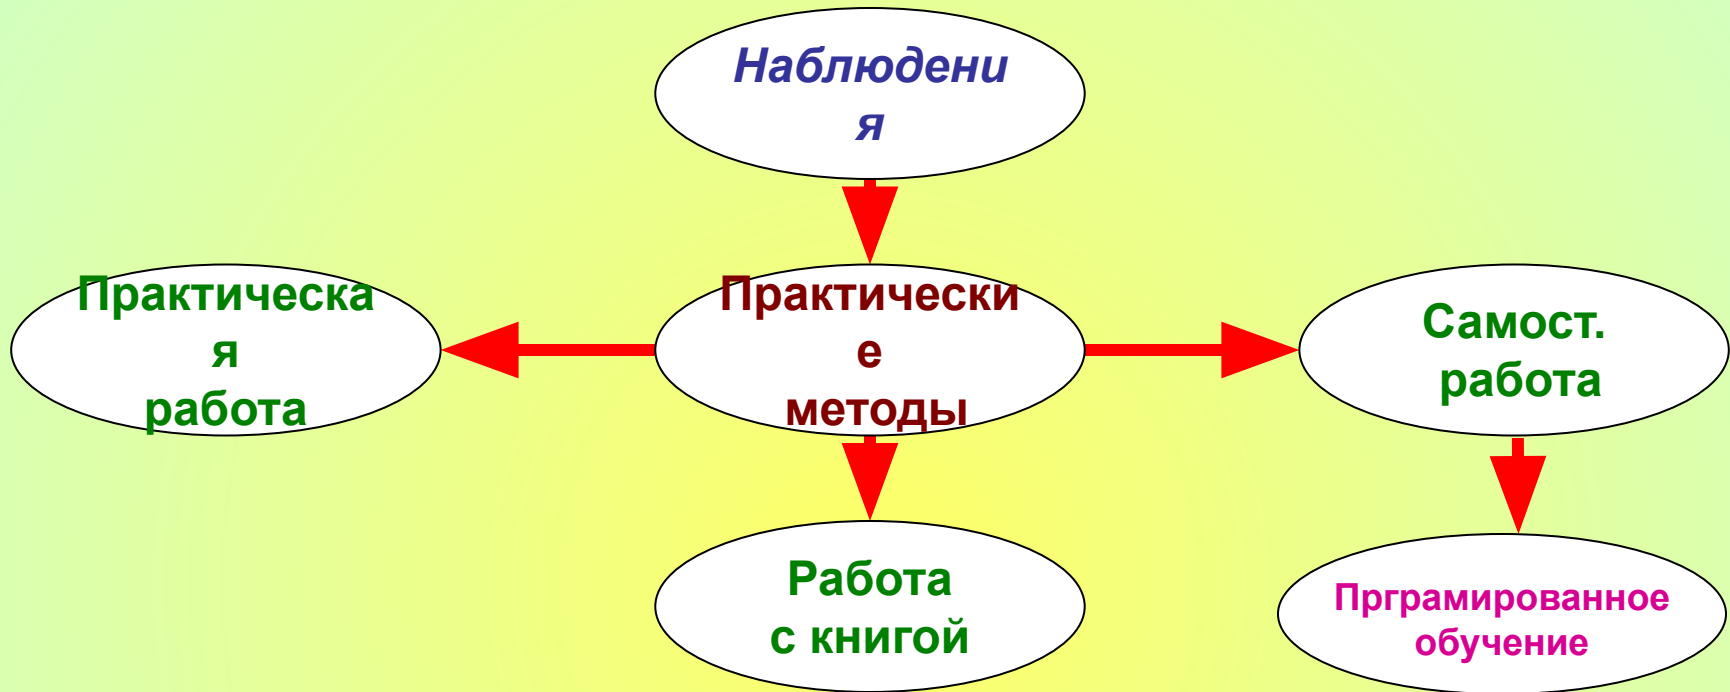 Наблюдени
я
Практическа
я
работа
Практически
е
методы
Самост.
работа
Работа
с книгой
Прграмированное
обучение